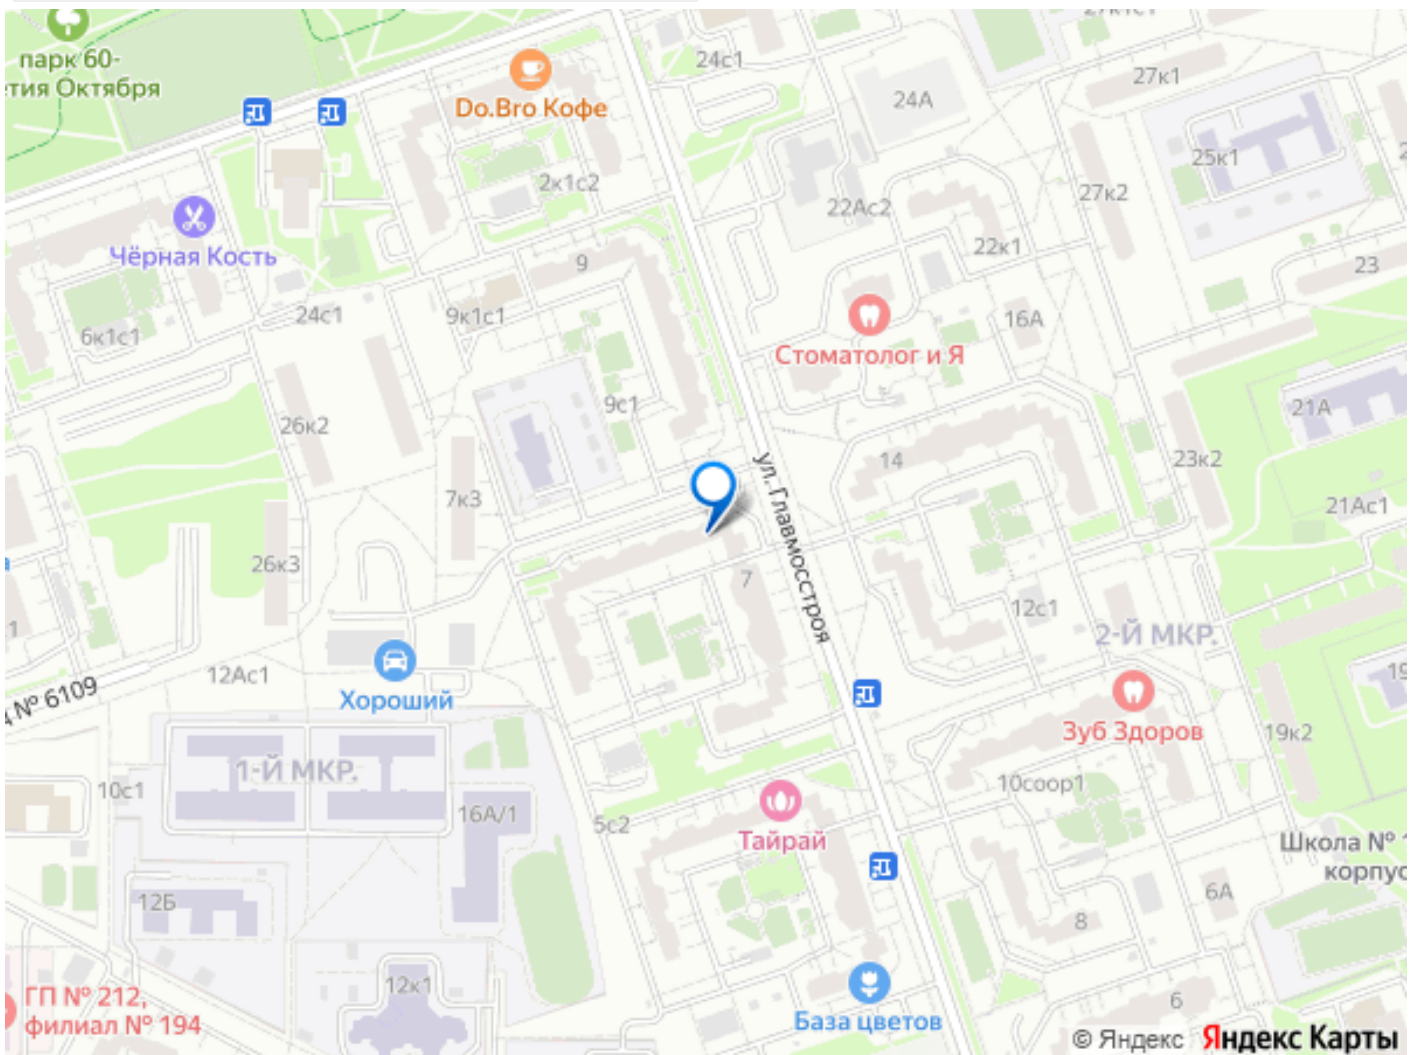 24с1
27к1
парк 60-
тия Октября
Do.Bro Кофе
24А
25к1
2к1с2
27к2
22Ас2
Чёрная Кость
22к1
9
23
24с1
9к1с1
16А
6к1с1
Стоматолог и Я
9с1
21А
26к2
14
23к2
7к3
21Ас1
ул. Главмосстроя
26к3
7
12с1
2-Й МКР.
12Ас1
№ 6109
Хороший
Зуб Здоров
19к2
1-Й МКР.
10с1
10соор1
16А/1
5с2
Тайрай
Школа №
корпус
12Б
6А
8
12к1
ГП № 212,
филиал № 194
6
База цветов
© Яндекс Яндекс Карты